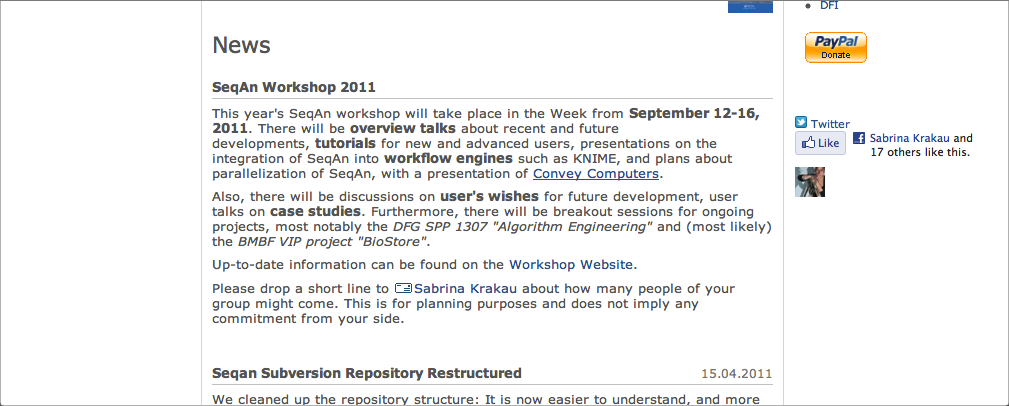 News
SeqAn Workshop 2011
This year's SeqAn workshop will take place in the Week from September 12-16,
2011. There will be overview talks about recent and future
developments, tutorials for new and advanced users, presentations on the
integration of SeqAn into workflow engines such as KNIME, and plans about
parallelization of SeqAn, with a presentation of Convey Computers.
Also, there will be discussions on user's wishes for future development, user
talks on case studies. Furthermore, there will be breakout sessions for ongoing
projects, most notably the DFG SPP 1307 "Algorithm Engineering" and (most likely)
the BMBF VIP project "BioStore".
Up-to-date information can be found on the Workshop Website.
Please drop a short line to Sabrina Krakau about how many people of your
group might come. This is for planning purposes and does not imply any
commitment from your side.
Seqan Subversion Repository Restructured 15.04.2011
We cleaned up the repository structure: It is now easier to understand, and more
DFI
PayPal
Donate
Twitter
Like
Sabrina Krakau and
17 others like this.